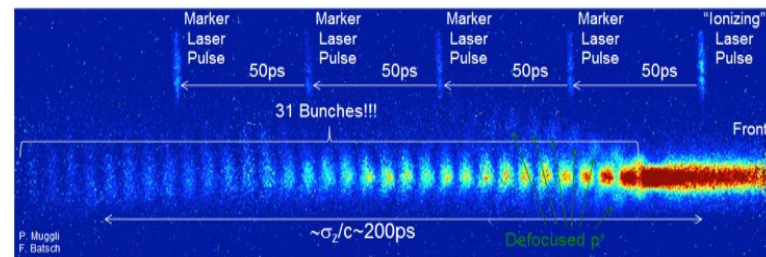 Marker Laser Pulse
Marker Laser Pulse
Marker Laser Pulse
Marker Laser Pulse
"Ionizing" Laser Pulse
50ps
50ps
50ps
50ps
31 Bunches!!!
Front
~σz/c~200ps
Defocused p⁺
P. Muggli
F. Batsch